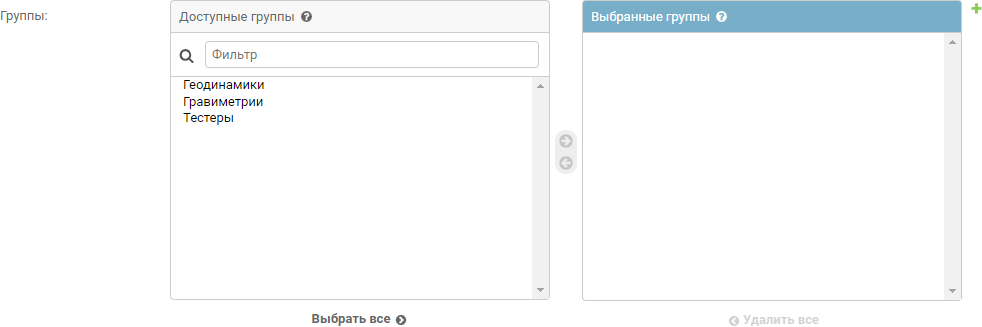 Группы:
Доступные группы
Выбранные группы
Фильтр
Геодинамики
Гравиметрии
Тестеры
Выбрать все
Удалить все